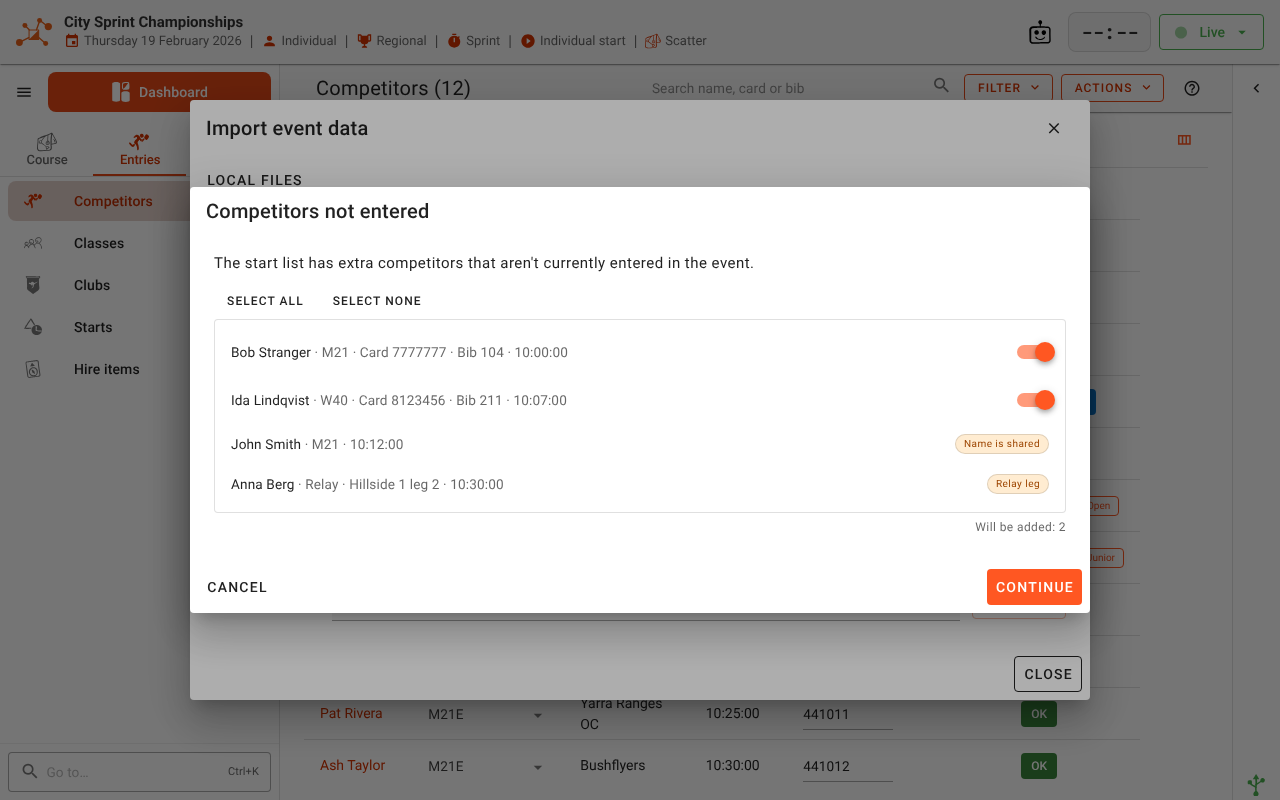 City Sprint Championships
Thursday 19 February 2026 | Individual | Regional | Sprint | Individual start | Scatter
--:--
Live
Dashboard
Competitors (12)
Search name, card or bib
FILTER
ACTIONS
Course
Entries
Import event data
LOCAL FILES
Competitors
Classes
Clubs
Starts
Hire items
Competitors not entered
The start list has extra competitors that aren't currently entered in the event.
SELECT ALL
SELECT NONE
Bob Stranger · M21 · Card 7777777 · Bib 104 · 10:00:00
Ida Lindqvist · W40 · Card 8123456 · Bib 211 · 10:07:00
John Smith · M21 · 10:12:00
Name is shared
Anna Berg · Relay · Hillside 1 leg 2 · 10:30:00
Relay leg
Will be added: 2
CANCEL
CONTINUE
CLOSE
Pat Rivera M21E Yarra Ranges OC 10:25:00 441011 OK
Ash Taylor M21E Bushflyers 10:30:00 441012 OK
Go to...
Ctrl+K